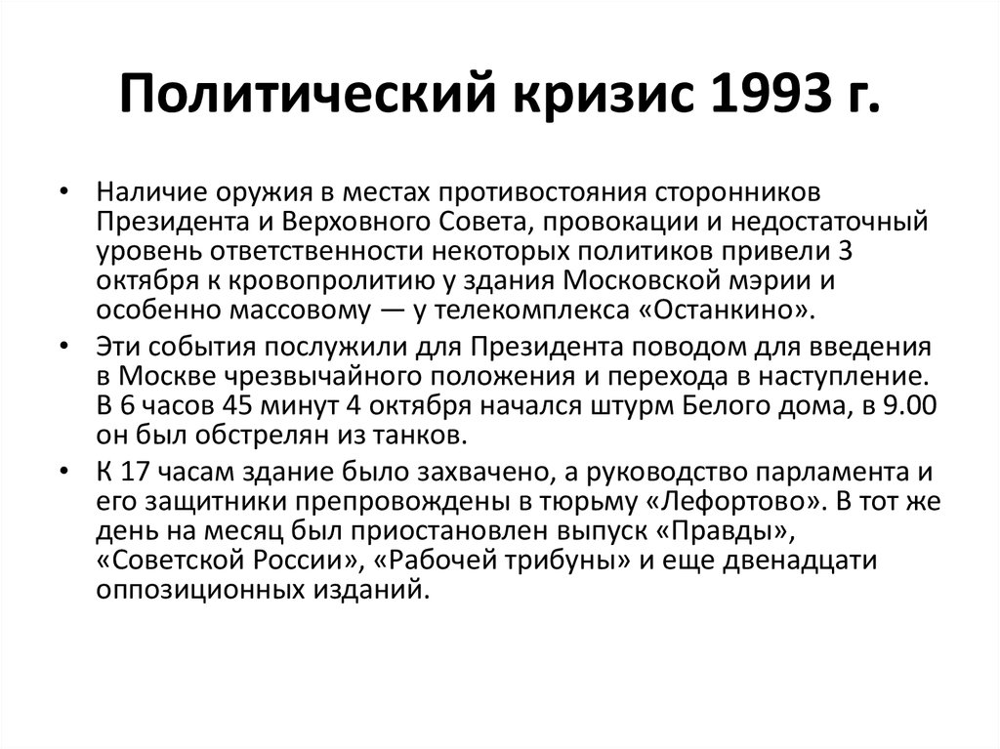 Политический кризис 1993 г.
• Наличие оружия в местах противостояния сторонников
Президента и Верховного Совета, провокации и недостаточный
уровень ответственности некоторых политиков привели 3
октября к кровопролитию у здания Московской мэрии и
особенно массовому — у телекомплекса «Останкино».
• Эти события послужили для Президента поводом для введения
в Москве чрезвычайного положения и перехода в наступление.
В 6 часов 45 минут 4 октября начался штурм Белого дома, в 9.00
он был обстрелян из танков.
• К 17 часам здание было захвачено, а руководство парламента и
его защитники препровождены в тюрьму «Лефортово». В тот же
день на месяц был приостановлен выпуск «Правды»,
«Советской России», «Рабочей трибуны» и еще двенадцати
оппозиционных изданий.